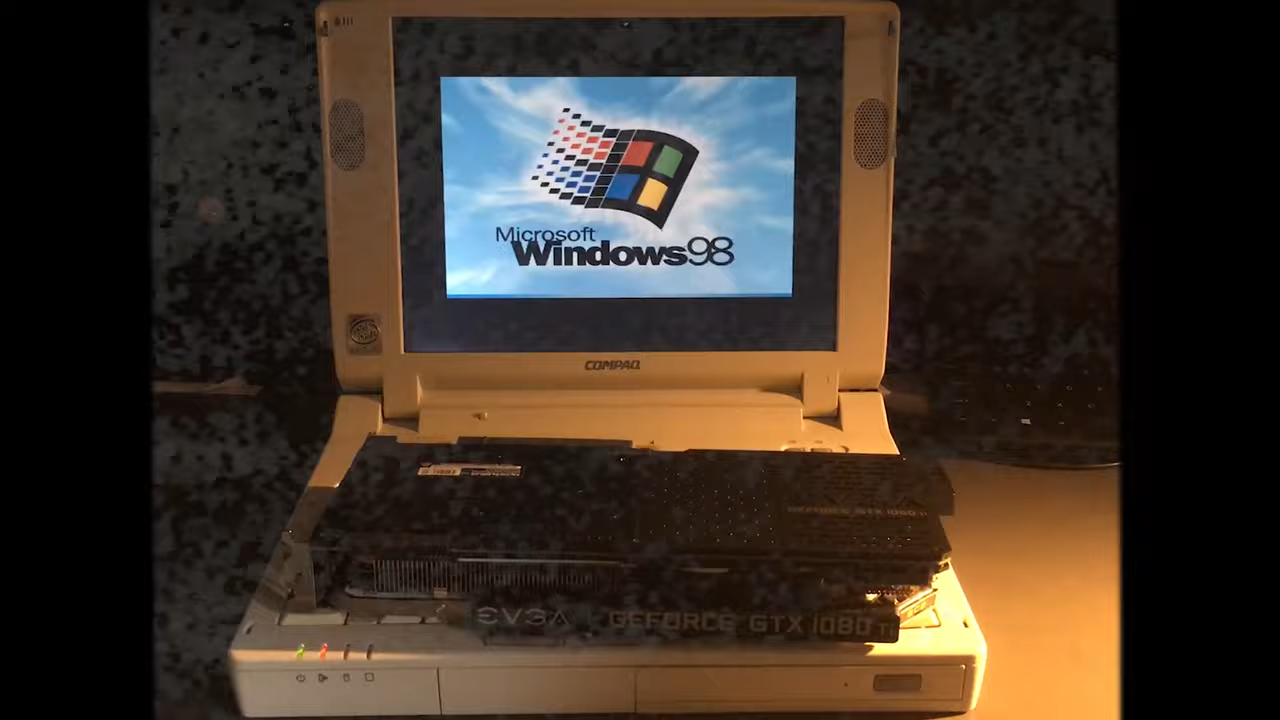 Microsoft
Windows98
COMPAQ
GEFORCE GTX 1080 Ti
EVGA GEFORCE GTX 1080 Ti